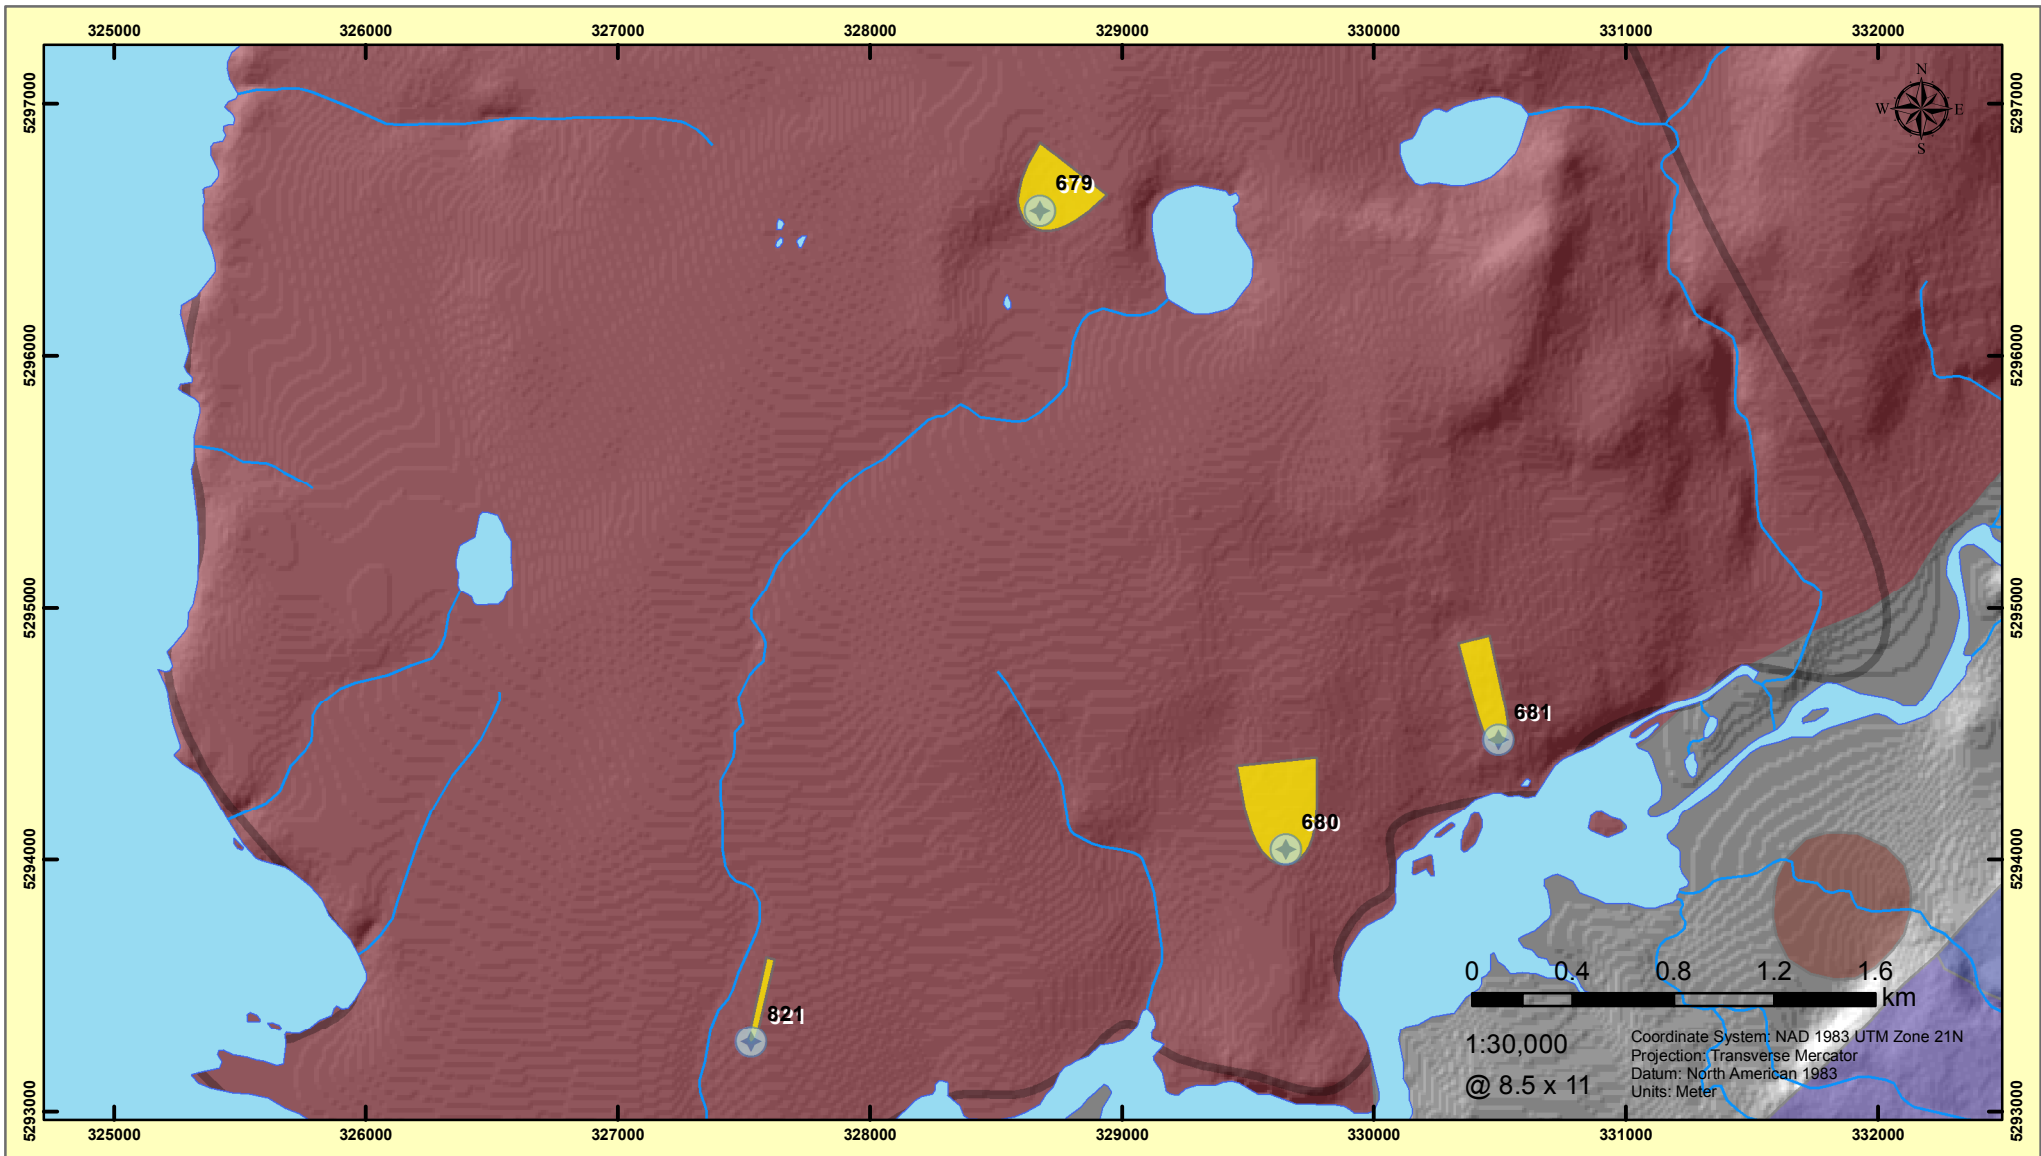 325000 326000 327000 328000 329000 330000 331000 332000
5297000 5297000
N
W E
S
679
5296000 5296000
5295000 5295000
681
680
5294000 5294000
821
0 0.4 0.8 1.2 1.6
km
1:30,000
@ 8.5 x 11
Coordinate System: NAD 1983 UTM Zone 21N
Projection: Transverse Mercator
Datum: North American 1983
Units: Meter
5293000 5293000
325000 326000 327000 328000 329000 330000 331000 332000